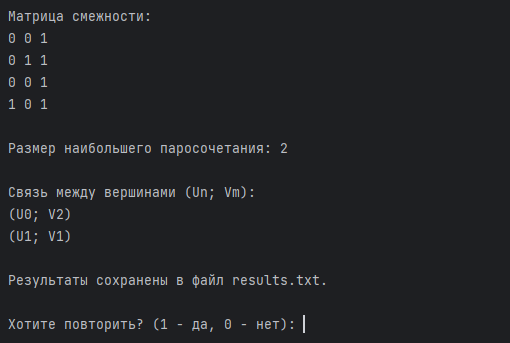 Матрица смежности:
0 0 1
0 1 1
0 0 1
1 0 1
Размер наибольшего паросочетания: 2
Связь между вершинами (Un; Vm):
(U0; V2)
(U1; V1)
Результаты сохранены в файл results.txt.
Хотите повторить? (1 - да, 0 - нет):